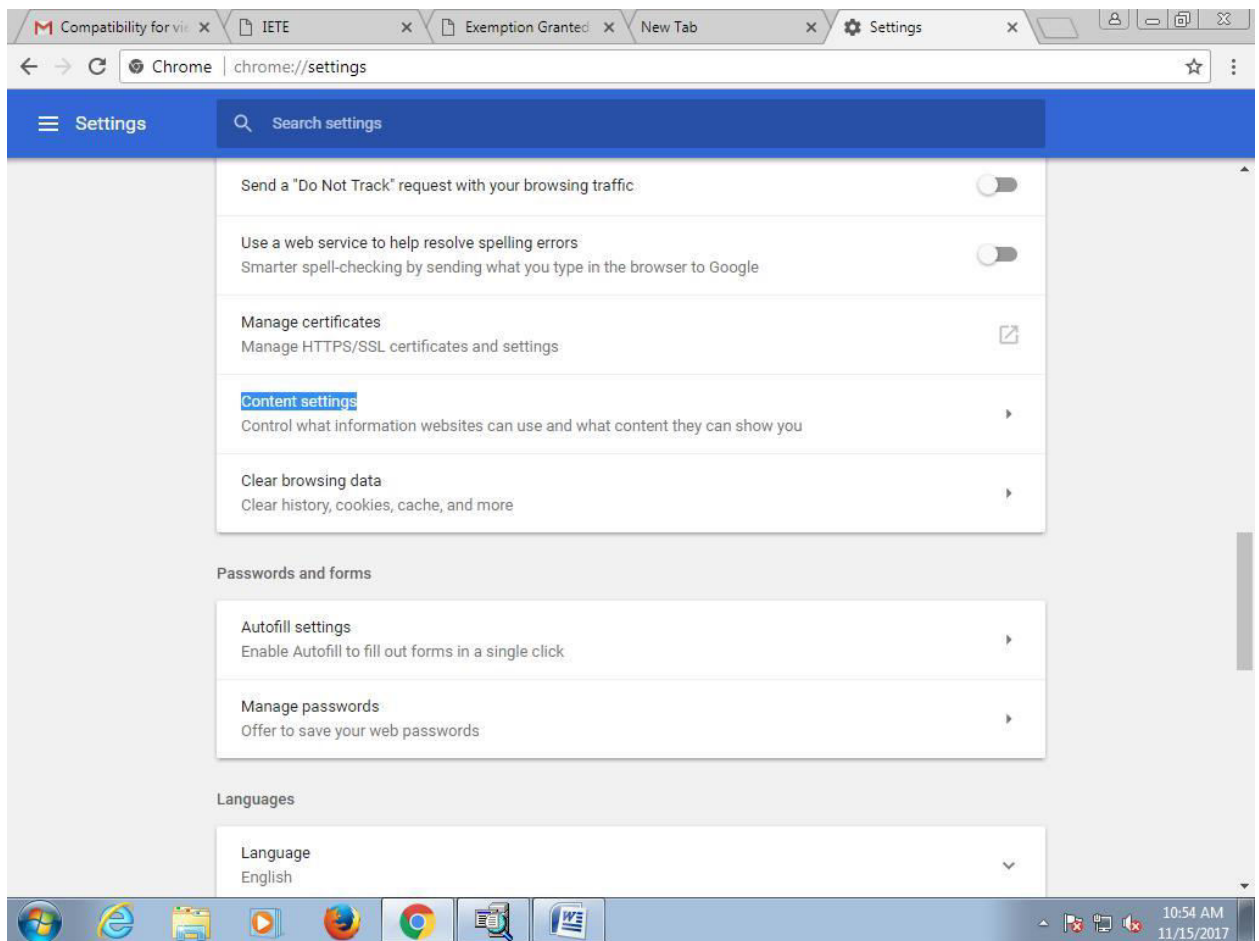 Compatibility for vie
IETE
Exemption Granted
New Tab
Settings
Chrome
chrome://settings
Settings
Search settings
Send a "Do Not Track" request with your browsing traffic
Use a web service to help resolve spelling errors
Smarter spell-checking by sending what you type in the browser to Google
Manage certificates
Manage HTTPS/SSL certificates and settings
Content settings
Control what information websites can use and what content they can show you
Clear browsing data
Clear history, cookies, cache, and more
Passwords and forms
Autofill settings
Enable Autofill to fill out forms in a single click
Manage passwords
Offer to save your web passwords
Languages
Language
English
10:54 AM
11/15/2017